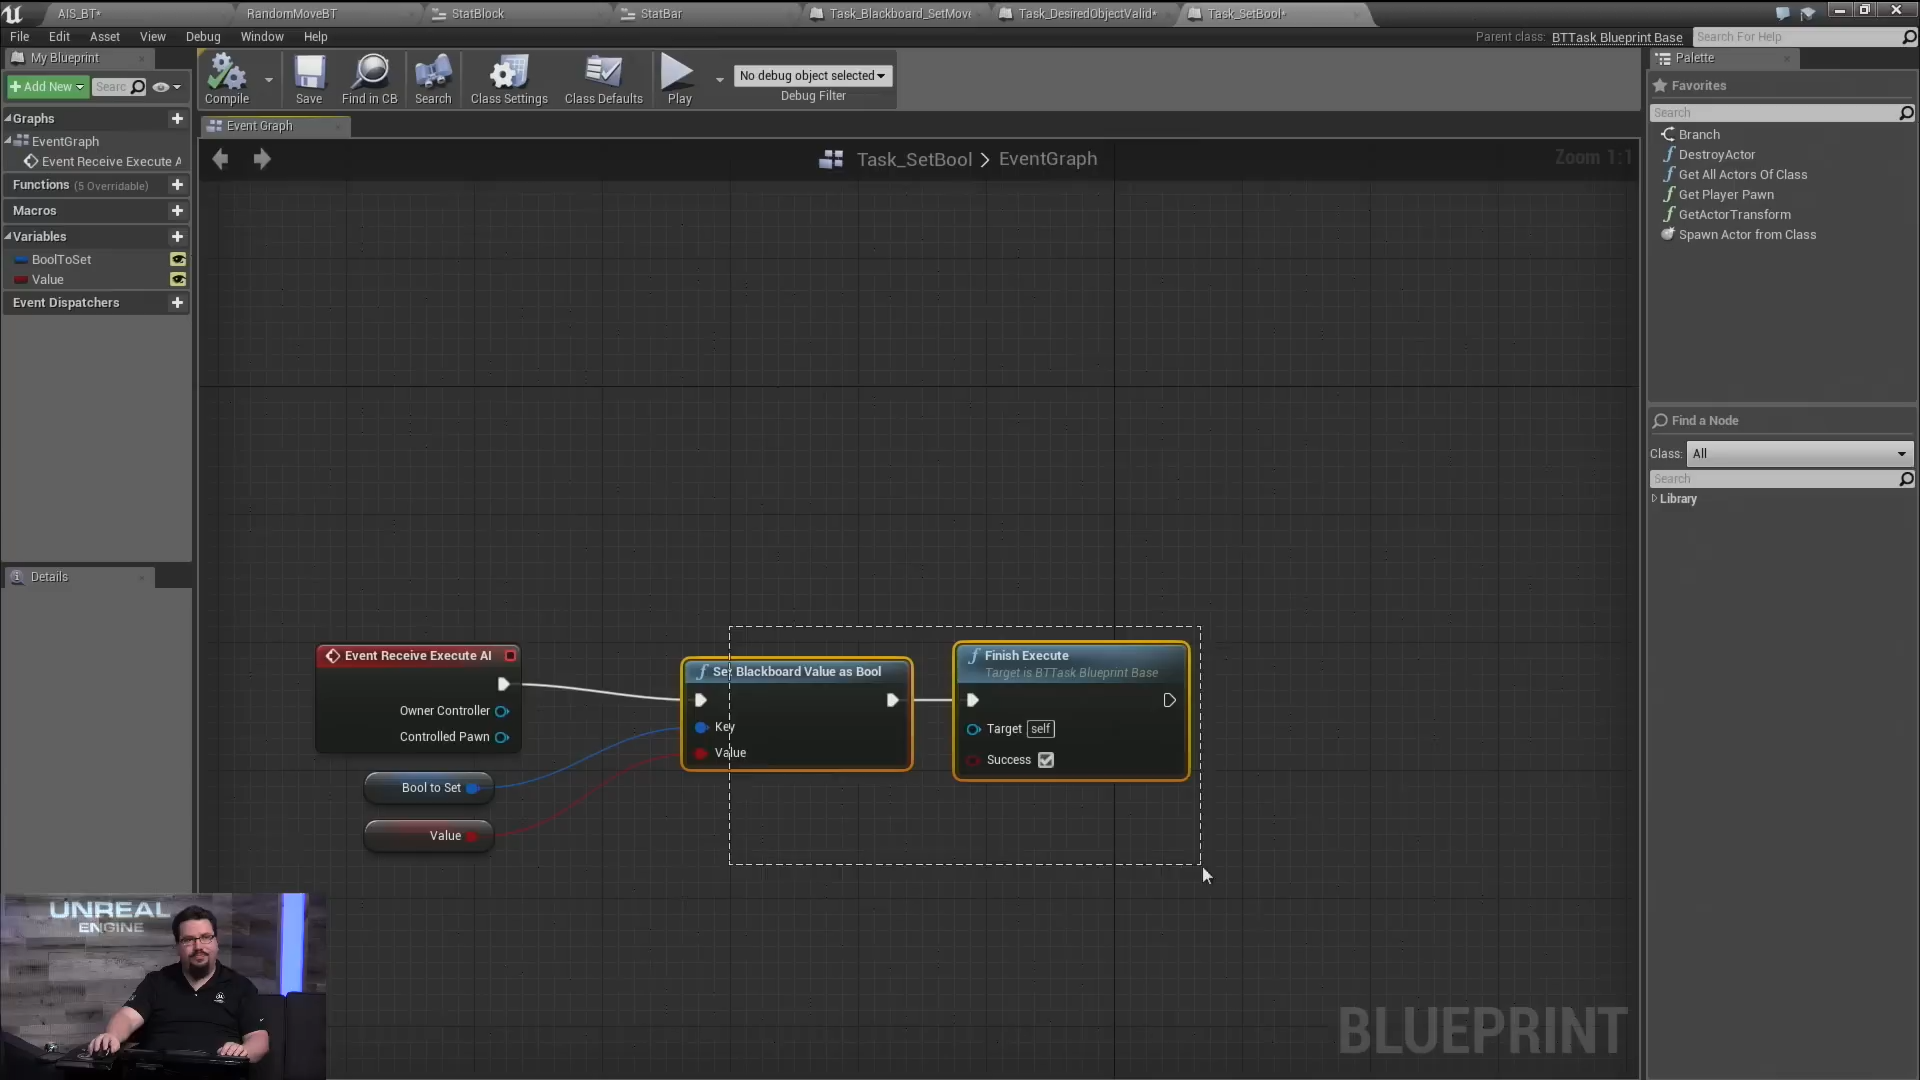 AIS_BT*
RandomMoveBT
StatBlock
StatBar
Task_Blackboard_SetMove
Task_DesiredObjectValid*
Task_SetBool*
File Edit Asset View Debug Window Help
Parent class: BTTask Blueprint Base
Search For Help
My Blueprint
Add New
Searc
Graphs
EventGraph
Event Receive Execute A
Functions (5 Overridable)
Macros
Variables
BoolToSet
Value
Event Dispatchers
Details
Compile
Save
Find in CB
Search
Class Settings
Class Defaults
Play
No debug object selected
Debug Filter
Event Graph
Task_SetBool > EventGraph
Zoom 1:1
Event Receive Execute AI
Owner Controller
Controlled Pawn
Bool to Set
Value
f Set Blackboard Value as Bool
Key
Value
f Finish Execute
Target is BTTask Blueprint Base
Target self
Success
BLUEPRINT
Palette
Favorites
Search
Branch
f DestroyActor
f Get All Actors Of Class
f Get Player Pawn
f GetActorTransform
Spawn Actor from Class
Find a Node
Class: All
Search
Library
UNREAL
ENGINE